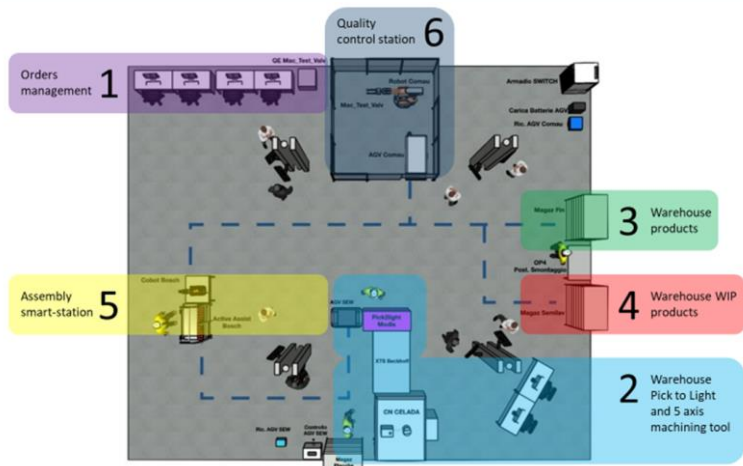 QE Mac_Test_Valv
Orders
management
1
Quality
control station
6
Robot Comau
Mac_Test_Valv
AGV Comau
Armadio SWITCH
Carica Batterie AGV
Ric. AGV Comau
Magaz Fin
3
Warehouse
products
OP4
Post. Smontaggio
Magaz Semilav
4
Warehouse WIP
products
Assembly
smart-station
5
Cobot Bosch
Active Assist
Bosch
AGV SEW
Pick2light
XTS Beckhoff
CN CELADA
2
Warehouse
Pick to Light
and 5 axis
machining tool
Ric. AGV SEW
AGV SEW
Magaz